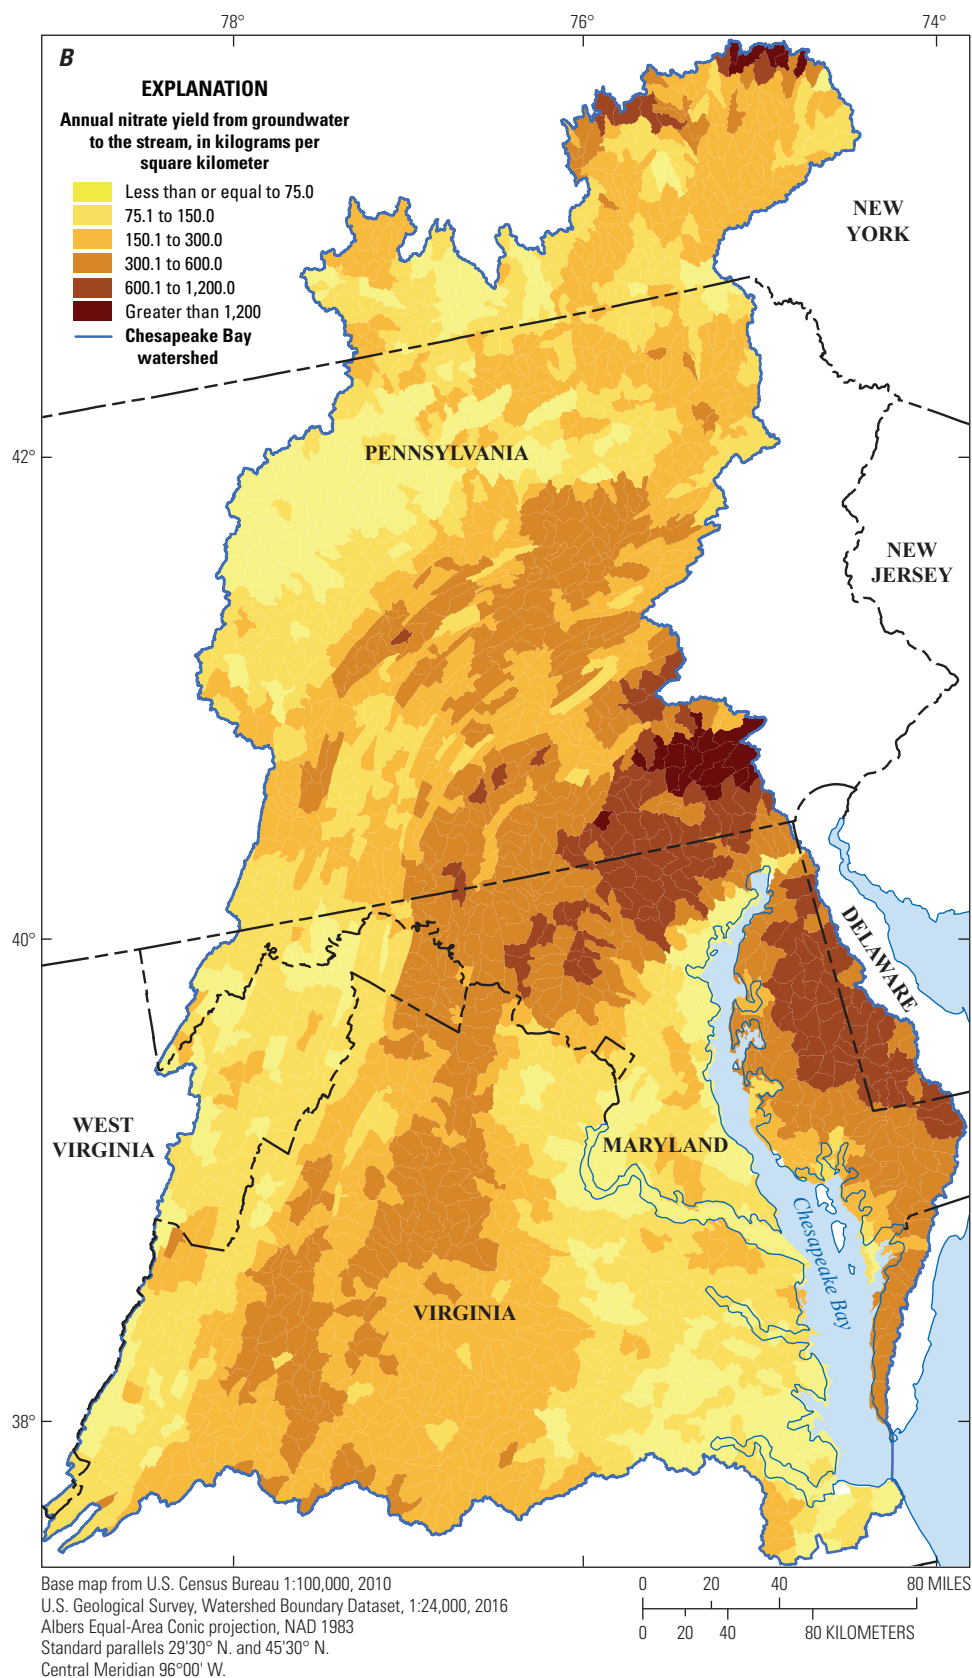 78°
76°
74°
B
EXPLANATION
Annual nitrate yield from groundwater
to the stream, in kilograms per
square kilometer
Less than or equal to 75.0
75.1 to 150.0
150.1 to 300.0
300.1 to 600.0
600.1 to 1,200.0
Greater than 1,200
Chesapeake Bay
watershed
NEW
YORK
PENNSYLVANIA
42°
NEW
JERSEY
40°
DELAWARE
WEST
VIRGINIA
MARYLAND
Chesapeake Bay
VIRGINIA
38°
Base map from U.S. Census Bureau 1:100,000, 2010
U.S. Geological Survey, Watershed Boundary Dataset, 1:24,000, 2016
Albers Equal-Area Conic projection, NAD 1983
Standard parallels 29'30° N. and 45'30° N.
Central Meridian 96°00' W.
0 20 40 80 MILES
0 20 40 80 KILOMETERS